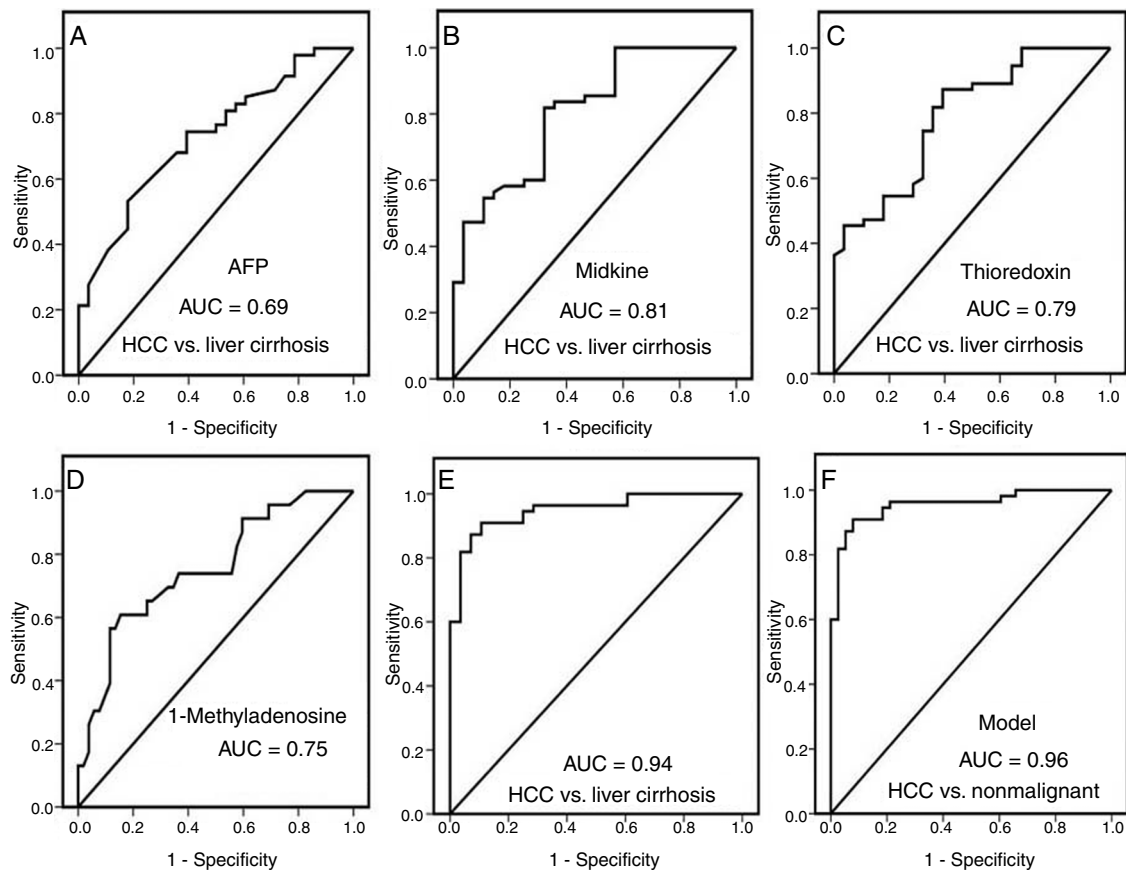 A
1.0
0.8
0.6
0.4
0.2
0.0
Sensitivity
AFP
AUC = 0.69
HCC vs. liver cirrhosis
0.0 0.2 0.4 0.6 0.8 1.0
1 - Specificity
B
1.0
0.8
0.6
0.4
0.2
0.0
Sensitivity
Midkine
AUC = 0.81
HCC vs. liver cirrhosis
0.0 0.2 0.4 0.6 0.8 1.0
1 - Specificity
C
1.0
0.8
0.6
0.4
0.2
0.0
Sensitivity
Thioredoxin
AUC = 0.79
HCC vs. liver cirrhosis
0.0 0.2 0.4 0.6 0.8 1.0
1 - Specificity
D
1.0
0.8
0.6
0.4
0.2
0.0
Sensitivity
1-Methyladenosine
AUC = 0.75
0.0 0.2 0.4 0.6 0.8 1.0
1 - Specificity
E
1.0
0.8
0.6
0.4
0.2
0.0
Sensitivity
AUC = 0.94
HCC vs. liver cirrhosis
0.0 0.2 0.4 0.6 0.8 1.0
1 - Specificity
F
1.0
0.8
0.6
0.4
0.2
0.0
Sensitivity
Model
AUC = 0.96
HCC vs. nonmalignant
0.0 0.2 0.4 0.6 0.8 1.0
1 - Specificity